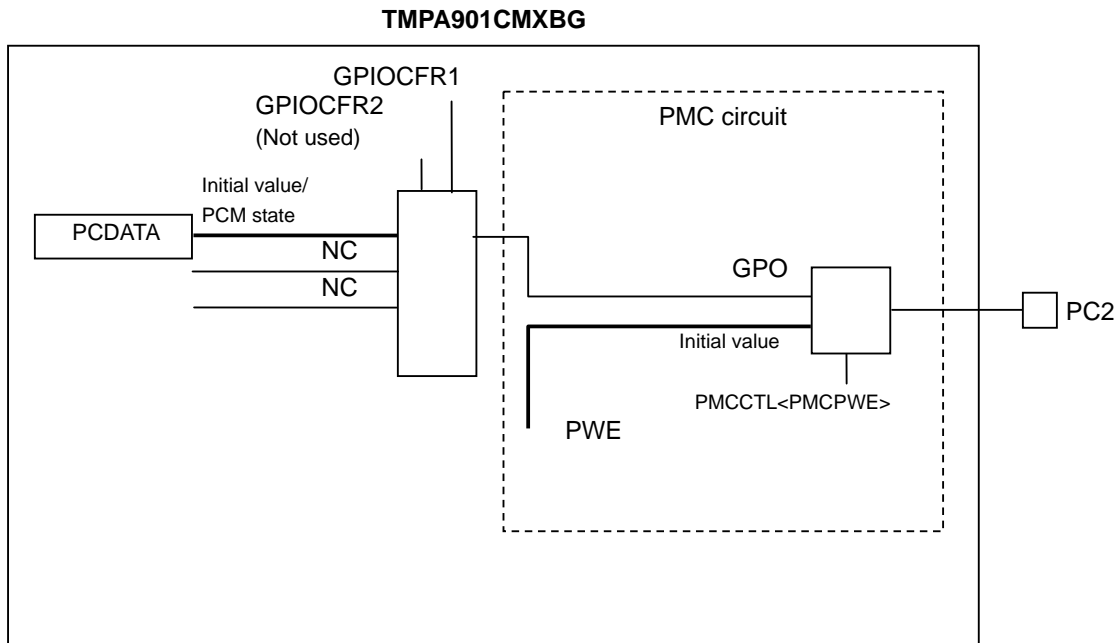 TMPA901CMXBG
GPIOCFR1
GPIOCFR2
(Not used)
PMC circuit
Initial value/
PCM state
PCDATA
NC
NC
GPO
PC2
Initial value
PMCCTL<PMCPWE>
PWE